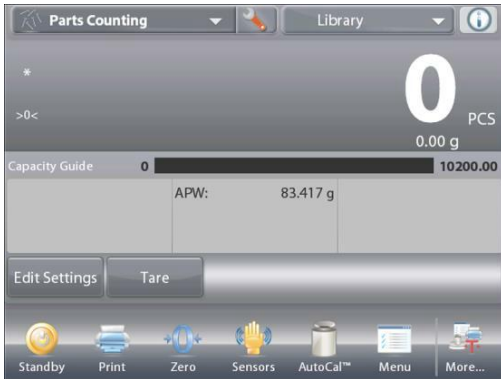 Parts Counting Library
*
0
>0<
PCS
0.00 g
Capacity Guide 0 10200.00
APW: 83.417 g
Edit Settings Tare
Standby Print Zero Sensors AutoCal™ Menu More...